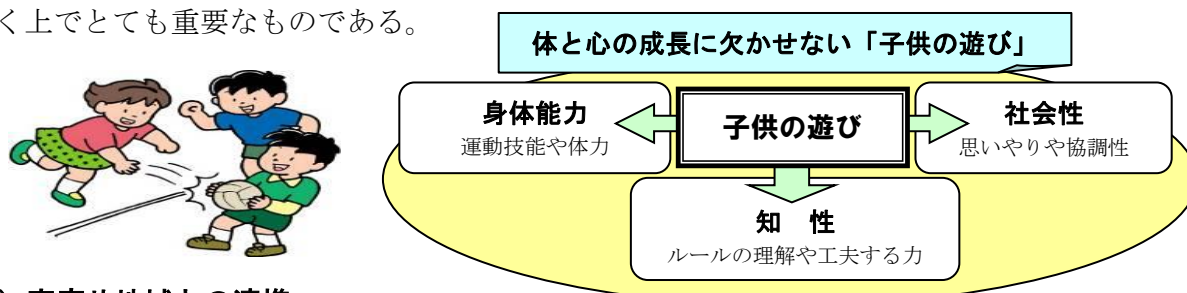 く上でとても重要なものである。
体と心の成長に欠かせない「子供の遊び」
身体能力
運動技能や体力
子供の遊び
社会性
思いやりや協調性
知　性
ルールの理解や工夫する力